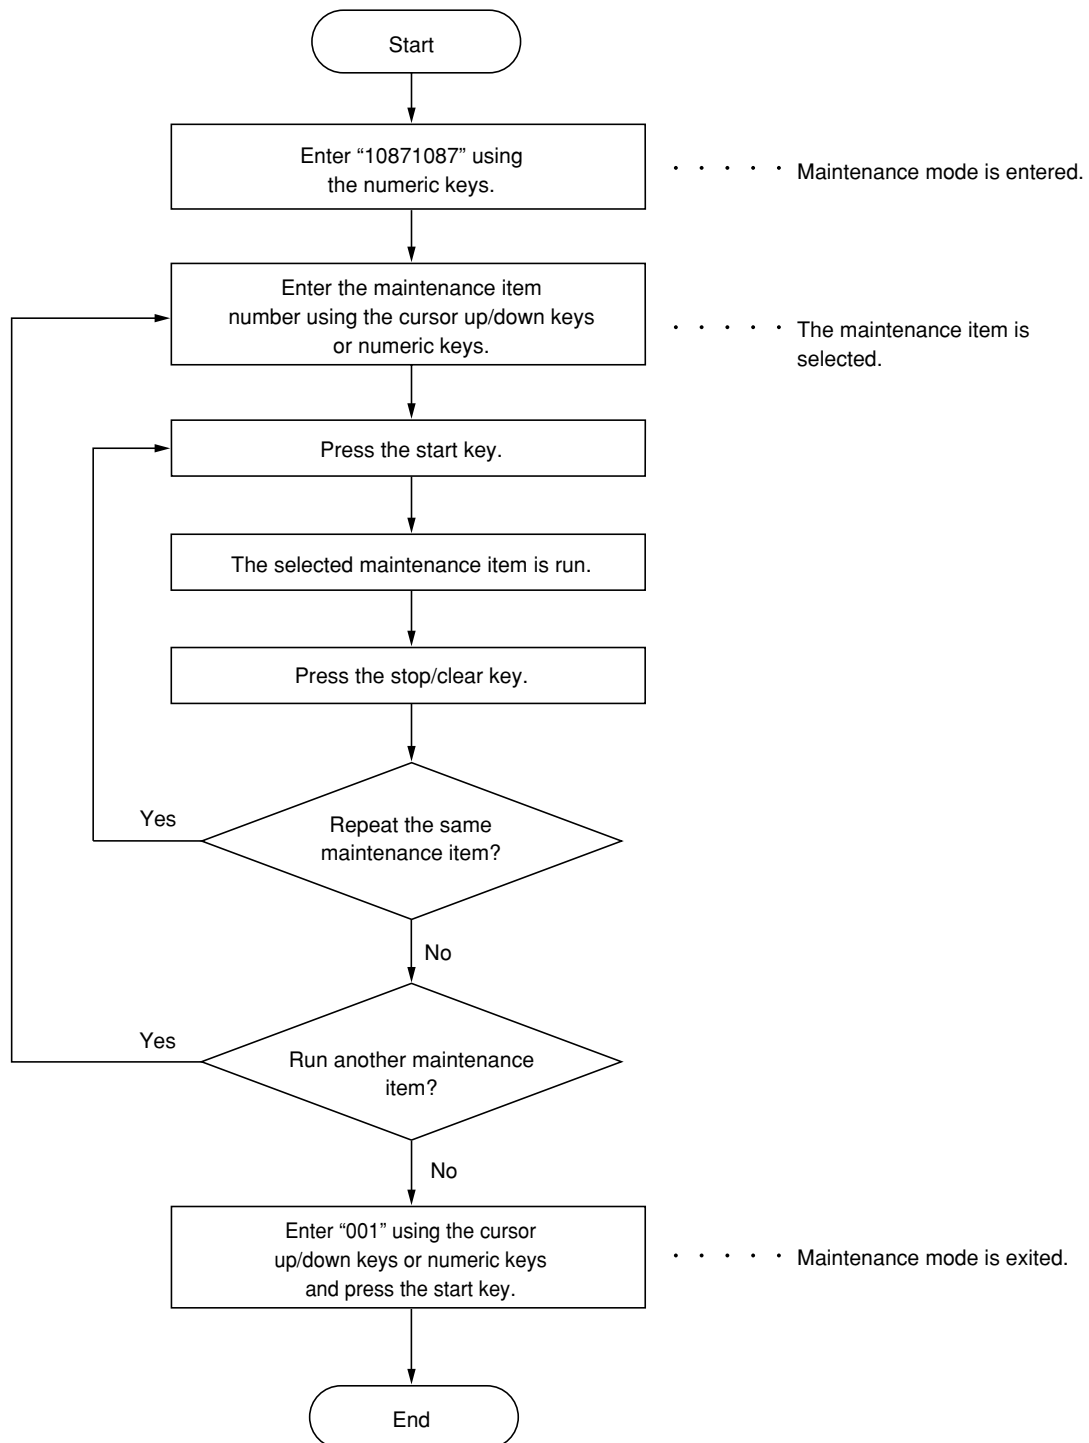 Start
Enter “10871087” using
the numeric keys.
Maintenance mode is entered.
Enter the maintenance item
number using the cursor up/down keys
or numeric keys.
The maintenance item is
selected.
Press the start key.
The selected maintenance item is run.
Press the stop/clear key.
Yes
Repeat the same
maintenance item?
No
Yes
Run another maintenance
item?
No
Enter “001” using the cursor
up/down keys or numeric keys
and press the start key.
Maintenance mode is exited.
End